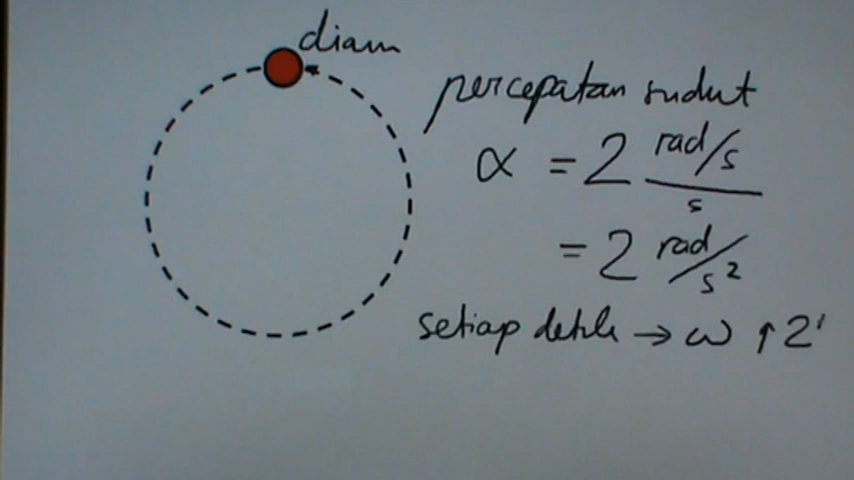 diam
percepatan sudut
α = 2 rad/s / s
= 2 rad/s²
setiap detik → ω ↑ 2